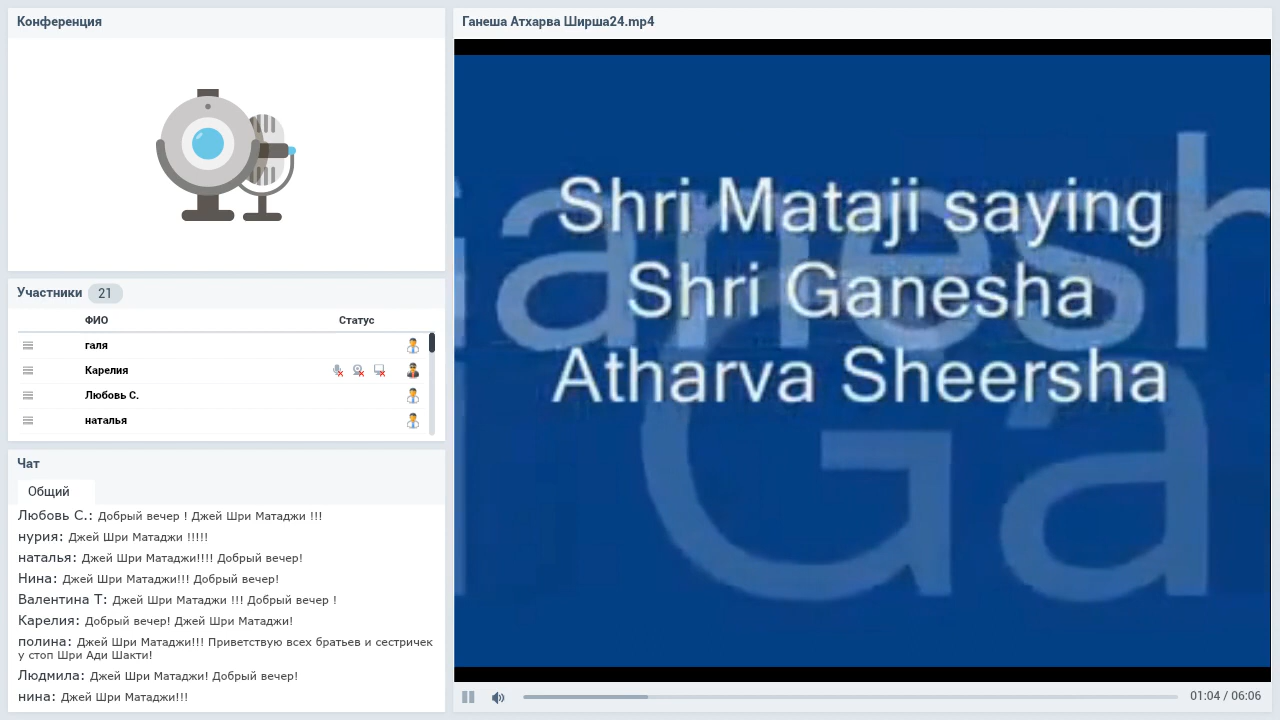 Конференция
Участники 21
ФИО Статус
галя
Карелия
Любовь С.
наталья
Чат
Общий
Любовь С.: Добрый вечер ! Джей Шри Матаджи !!!
нурия: Джей Шри Матаджи !!!!!
наталья: Джей Шри Матаджи!!!! Добрый вечер!
Нина: Джей Шри Матаджи!!! Добрый вечер!
Валентина Т: Джей Шри Матаджи !!! Добрый вечер !
Карелия: Добрый вечер! Джей Шри Матаджи!
полина: Джей Шри Матаджи!!! Приветствую всех братьев и сестричек
у стоп Шри Ади Шакти!
Людмила: Джей Шри Матаджи! Добрый вечер!
нина: Джей Шри Матаджи!!!
Ганеша Атхарва Ширша24.mp4
Shri Mataji saying
Shri Ganesha
Atharva Sheersha
anesh
Ga
01:04 / 06:06